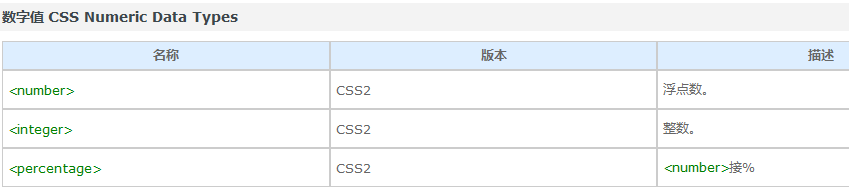 数字值 CSS Numeric Data Types
名称 版本 描述
<number> CSS2 浮点数。
<integer> CSS2 整数。
<percentage> CSS2 <number>接%